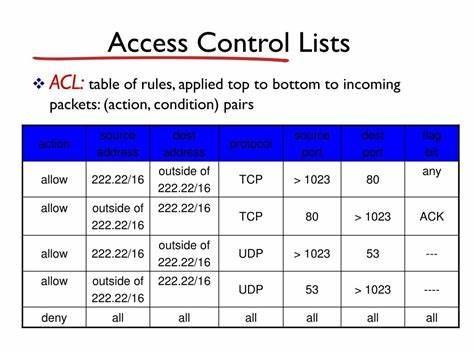 Access Control Lists
❖ ACL: table of rules, applied top to bottom to incoming
packets: (action, condition) pairs
action source address dest address protocol source port dest port flag bit
allow 222.22/16 outside of 222.22/16 TCP > 1023 80 any
allow outside of 222.22/16 222.22/16 TCP 80 > 1023 ACK
allow 222.22/16 outside of 222.22/16 UDP > 1023 53 ---
allow outside of 222.22/16 222.22/16 UDP 53 > 1023 ----
deny all all all all all all